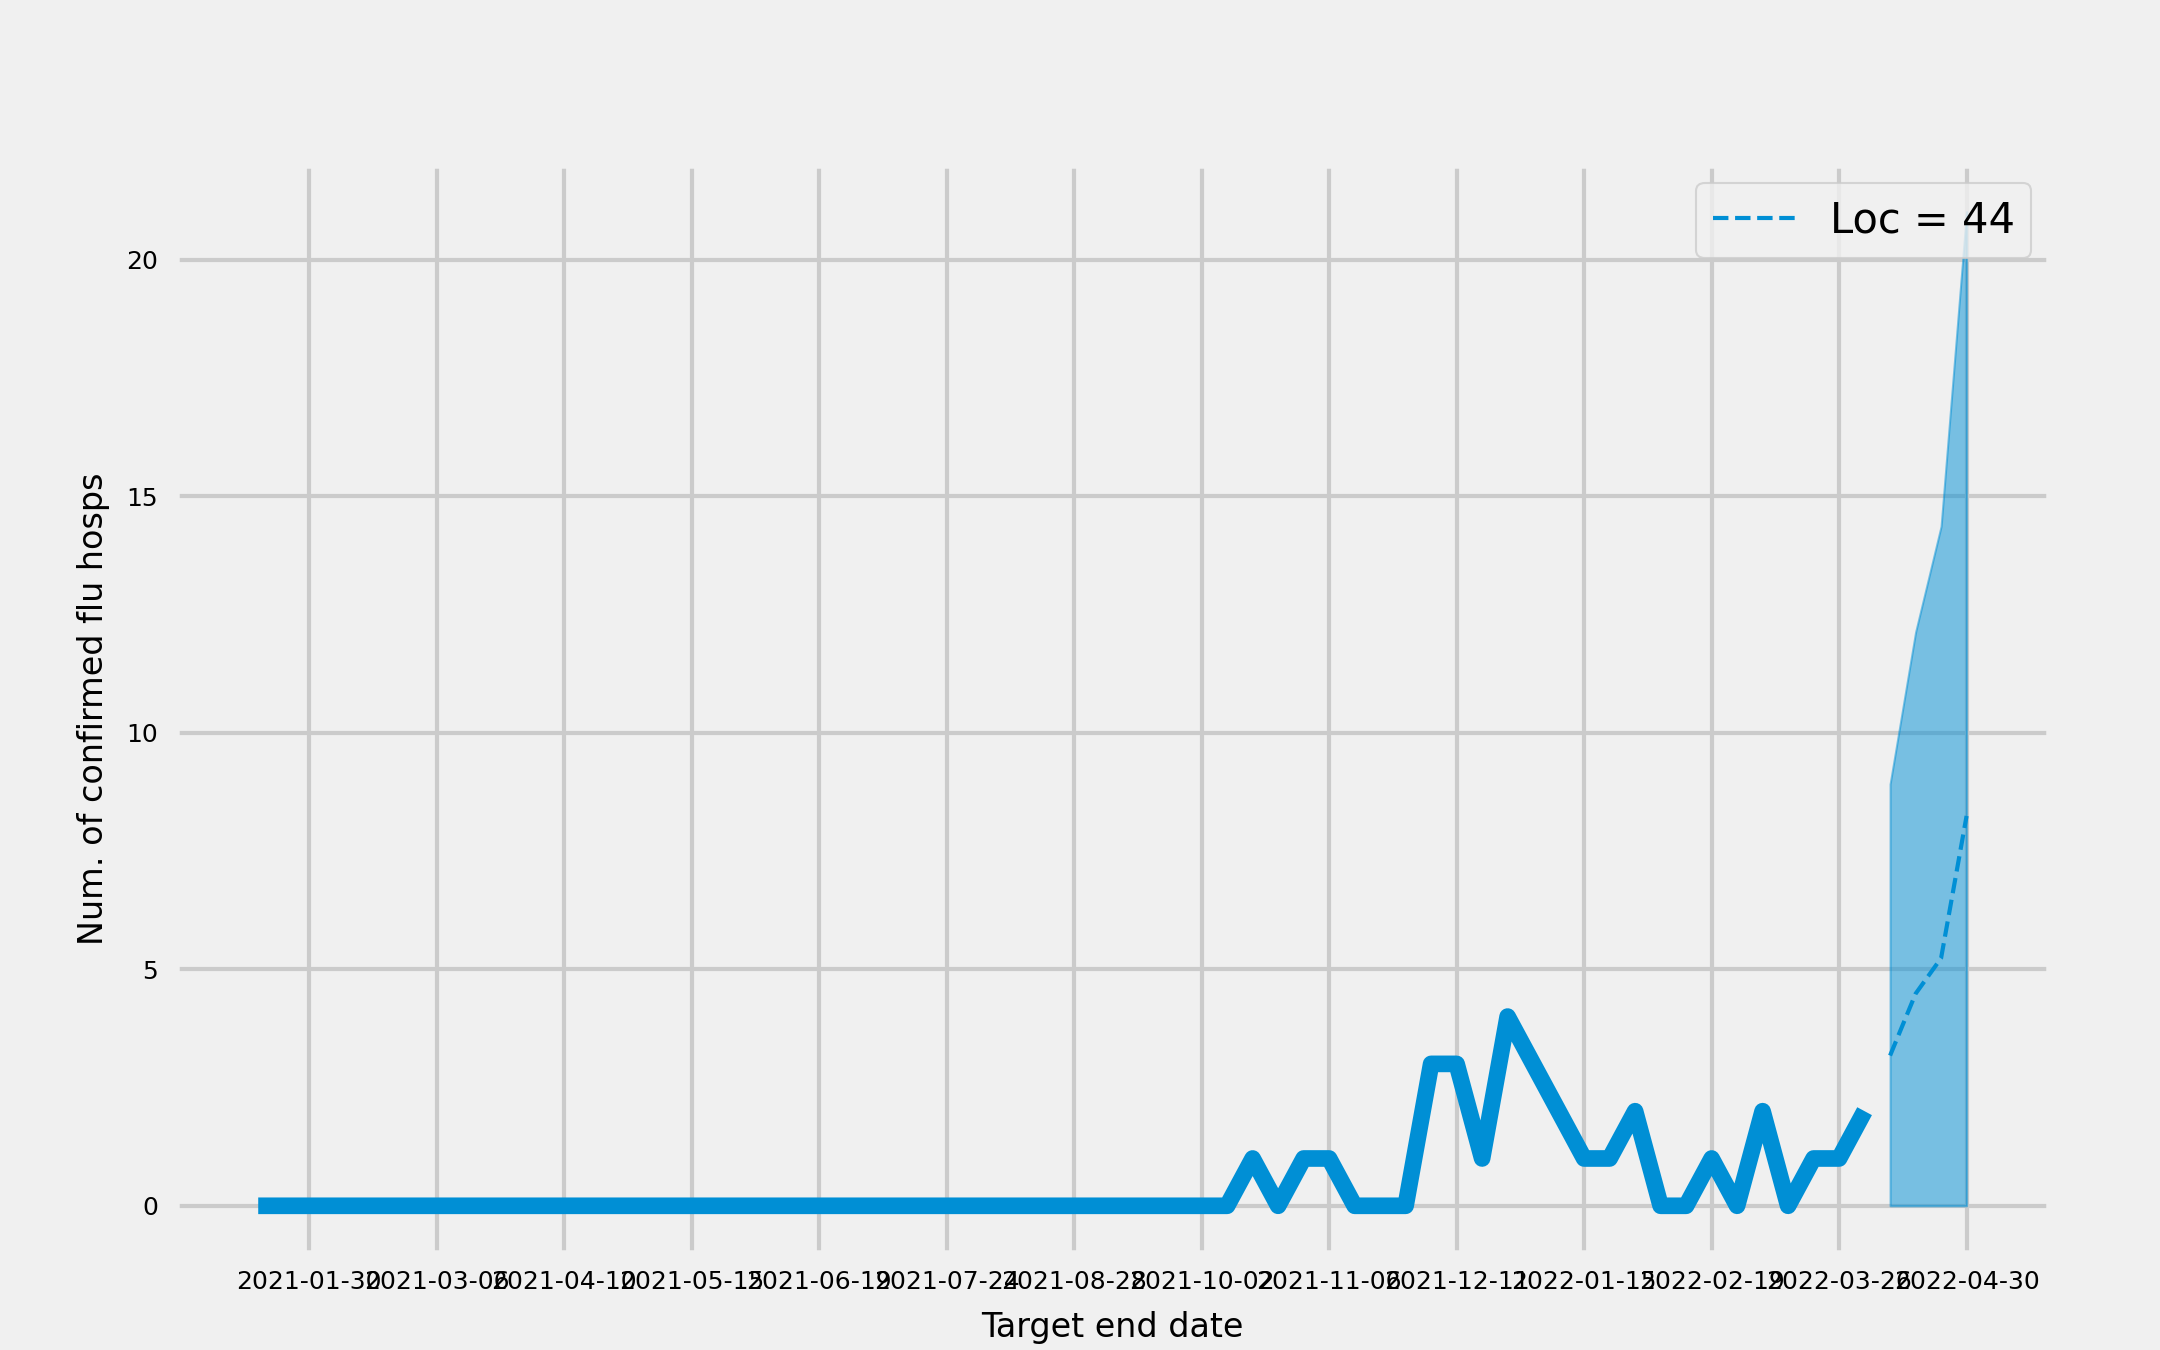 Loc = 44
20
15
10
5
0
Num. of confirmed flu hosps
2021-01-30 2021-03-06 2021-04-10 2021-05-15 2021-06-19 2021-07-24 2021-08-28 2021-10-02 2021-11-06 2021-12-11 2022-01-15 2022-02-19 2022-03-26 2022-04-30
Target end date